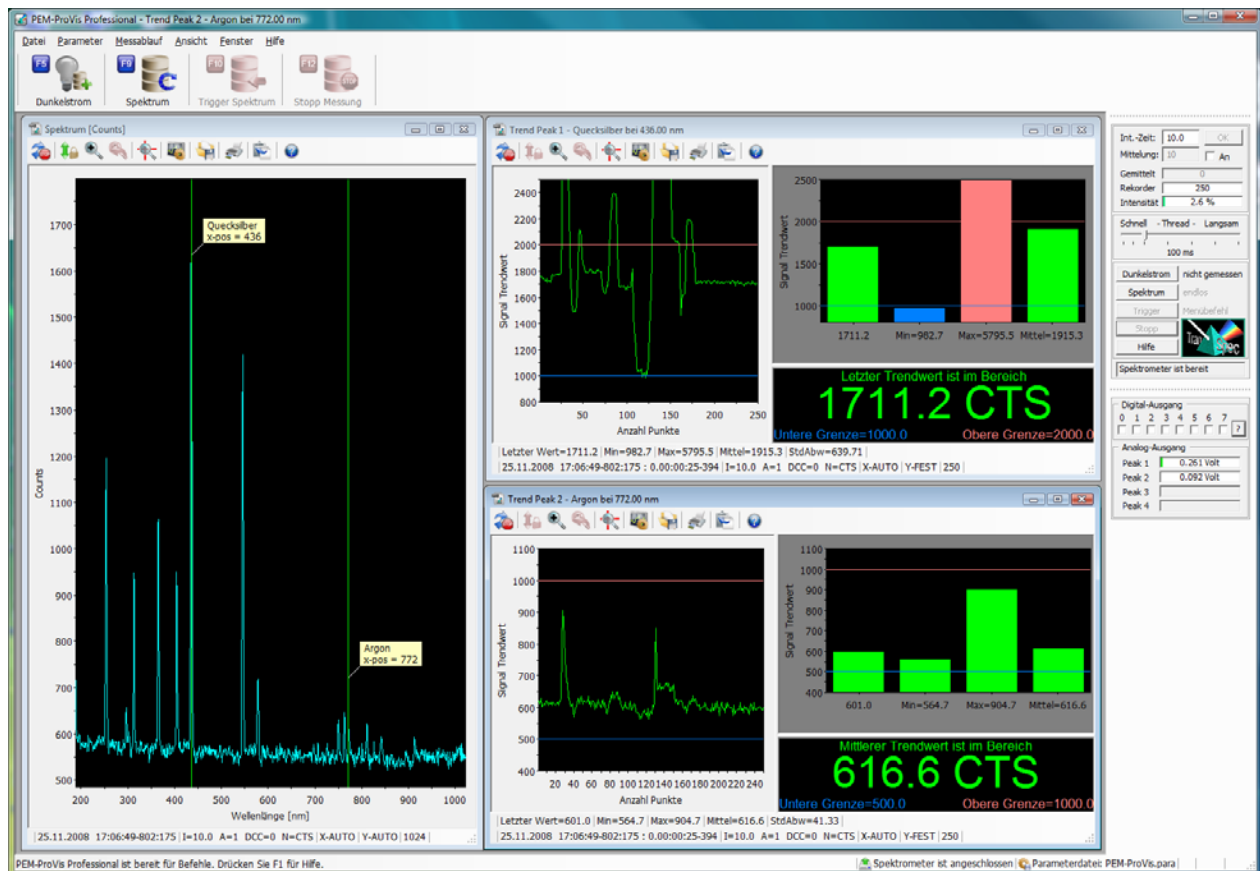 PEM-ProVis Professional - Trend Peak 2 - Argon bei 772.00 nm
Datei Parameter Messablauf Ansicht Fenster Hilfe
F5 F9 F10 F12 STOP
Dunkelstrom Spektrum Trigger Spektrum Stopp Messung
Spektrum [Counts]
1700
1600
1500
1400
1300
1200
1100
1000
900
800
700
600
500
Counts
Quecksilber
x-pos = 436
Argon
x-pos = 772
200 300 400 500 600 700 800 900 1000
Wellenlänge [nm]
25.11.2008 17:06:49-802:175 | I=10.0 A=1 DCC=0 N=CTS | X-AUTO | Y-AUTO | 1024 |
Trend Peak 1 - Quecksilber bei 436.00 nm
2400
2200
2000
1800
1600
1400
1200
1000
800
Signal Trendwert
50 100 150 200 250
Anzahl Punkte
2500
2000
1500
1000
Signal Trendwert
1711.2 Min=982.7 Max=5795.5 Mittel=1915.3
Letzter Trendwert ist im Bereich
1711.2 CTS
Untere Grenze=1000.0 Obere Grenze=2000.0
Letzter Wert=1711.2 | Min=982.7 | Max=5795.5 | Mittel=1915.3 | StdAbw=639.71 |
25.11.2008 17:06:49-802:175 : 0.00:00:25-394 | I=10.0 A=1 DCC=0 N=CTS | X-AUTO | Y-FEST | 250 |
Trend Peak 2 - Argon bei 772.00 nm
1100
1000
900
800
700
600
500
400
Signal Trendwert
20 40 60 80 100 120 140 160 180 200 220 240
Anzahl Punkte
1100
1000
900
800
700
600
500
400
Signal Trendwert
601.0 Min=564.7 Max=904.7 Mittel=616.6
Mittlerer Trendwert ist im Bereich
616.6 CTS
Untere Grenze=500.0 Obere Grenze=1000.0
Letzter Wert=601.0 | Min=564.7 | Max=904.7 | Mittel=616.6 | StdAbw=41.33 |
25.11.2008 17:06:49-802:175 : 0.00:00:25-394 | I=10.0 A=1 DCC=0 N=CTS | X-AUTO | Y-FEST | 250 |
Int.-Zeit: 10.0 OK
Mittelung: 10 An
Gemittelt 0
Rekorder 250
Intensität 2.6 %
Schnell - Thread - Langsam
100 ms
Dunkelstrom nicht gemessen
Spektrum endlos
Trigger Menübefehl
Stopp
Hilfe
Spektrometer ist bereit
Digital-Ausgang
0 1 2 3 4 5 6 7
?
Analog-Ausgang
Peak 1 0.261 Volt
Peak 2 0.092 Volt
Peak 3
Peak 4
PEM-ProVis Professional ist bereit für Befehle. Drücken Sie F1 für Hilfe.
Spektrometer ist angeschlossen | Parameterdatei: PEM-ProVis.para